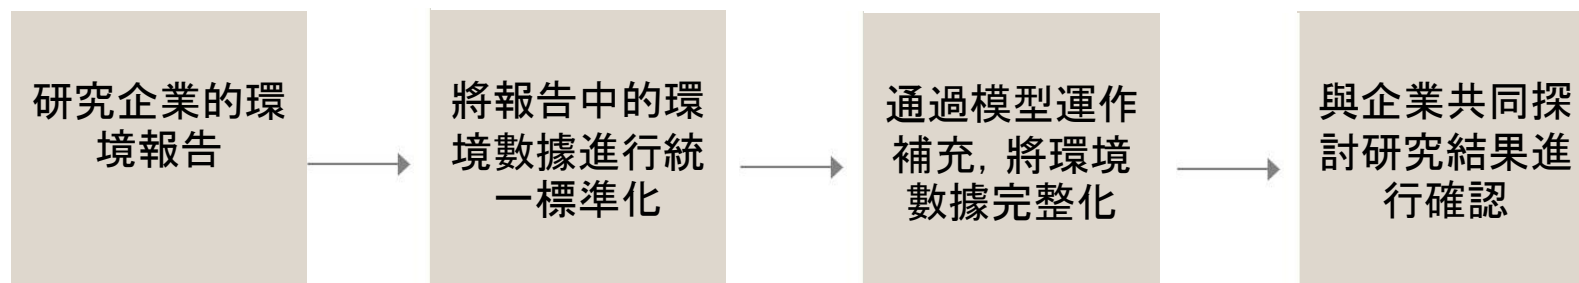 研究企業的環
境報告
將報告中的環
境數據進行統
一標準化
通過模型運作
補充, 將環境
數據完整化
與企業共同探
討研究結果進
行確認